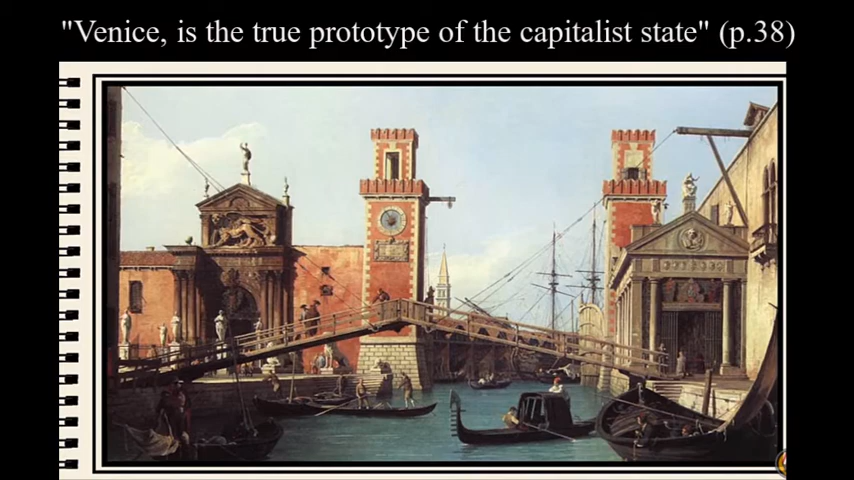 "Venice, is the true prototype of the capitalist state" (p.38)